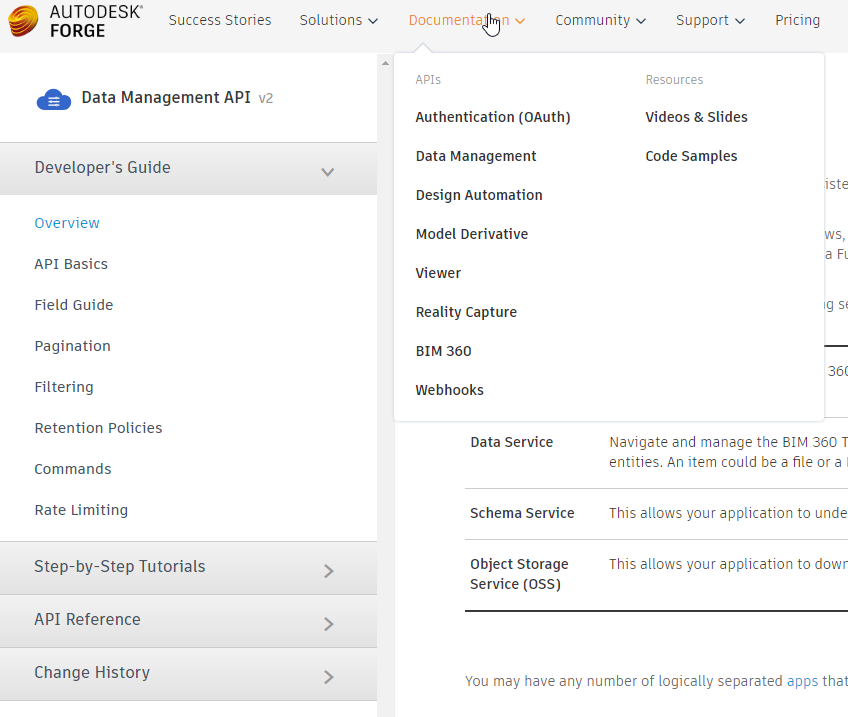 AUTODESK®
FORGE
Success Stories
Solutions
Documentation
Community
Support
Pricing
Data Management API v2
Developer's Guide
Overview
API Basics
Field Guide
Pagination
Filtering
Retention Policies
Commands
Rate Limiting
Step-by-Step Tutorials
API Reference
Change History
APIs
Authentication (OAuth)
Data Management
Design Automation
Model Derivative
Viewer
Reality Capture
BIM 360
Webhooks
Resources
Videos & Slides
Code Samples
360
Data Service
Navigate and manage the BIM 360 T
entities. An item could be a file or a
Schema Service
This allows your application to unde
Object Storage
Service (OSS)
This allows your application to down
You may have any number of logically separated apps that